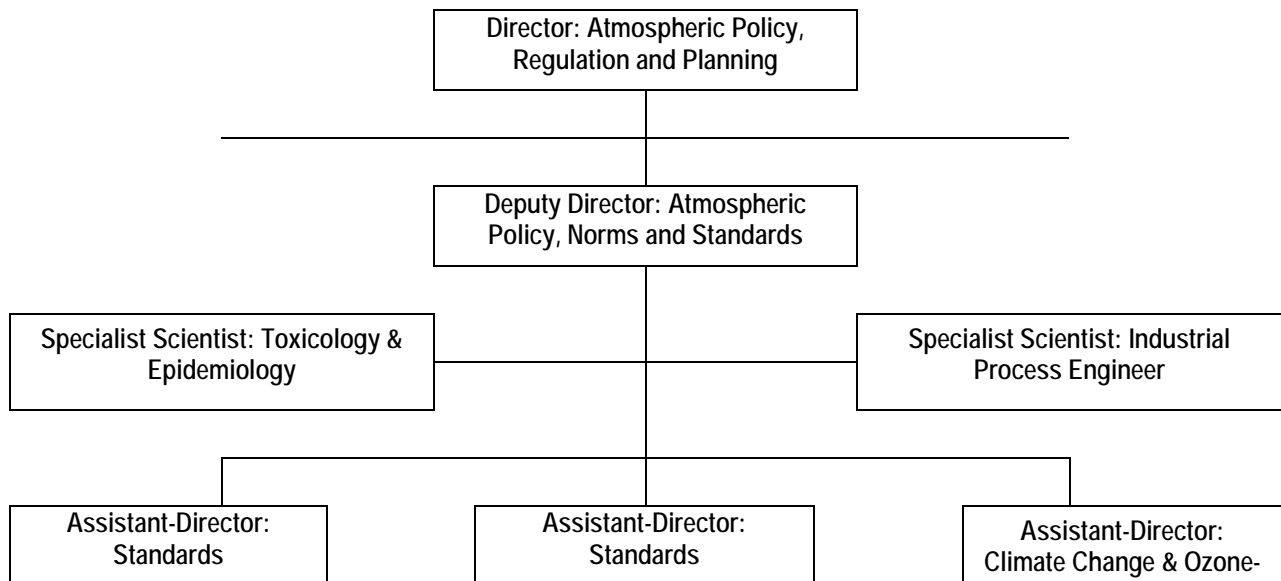 Director: Atmospheric Policy,
Regulation and Planning
Deputy Director: Atmospheric
Policy, Norms and Standards
Specialist Scientist: Toxicology &
Epidemiology
Specialist Scientist: Industrial
Process Engineer
Assistant-Director:
Standards
Assistant-Director:
Standards
Assistant-Director:
Climate Change & Ozone-